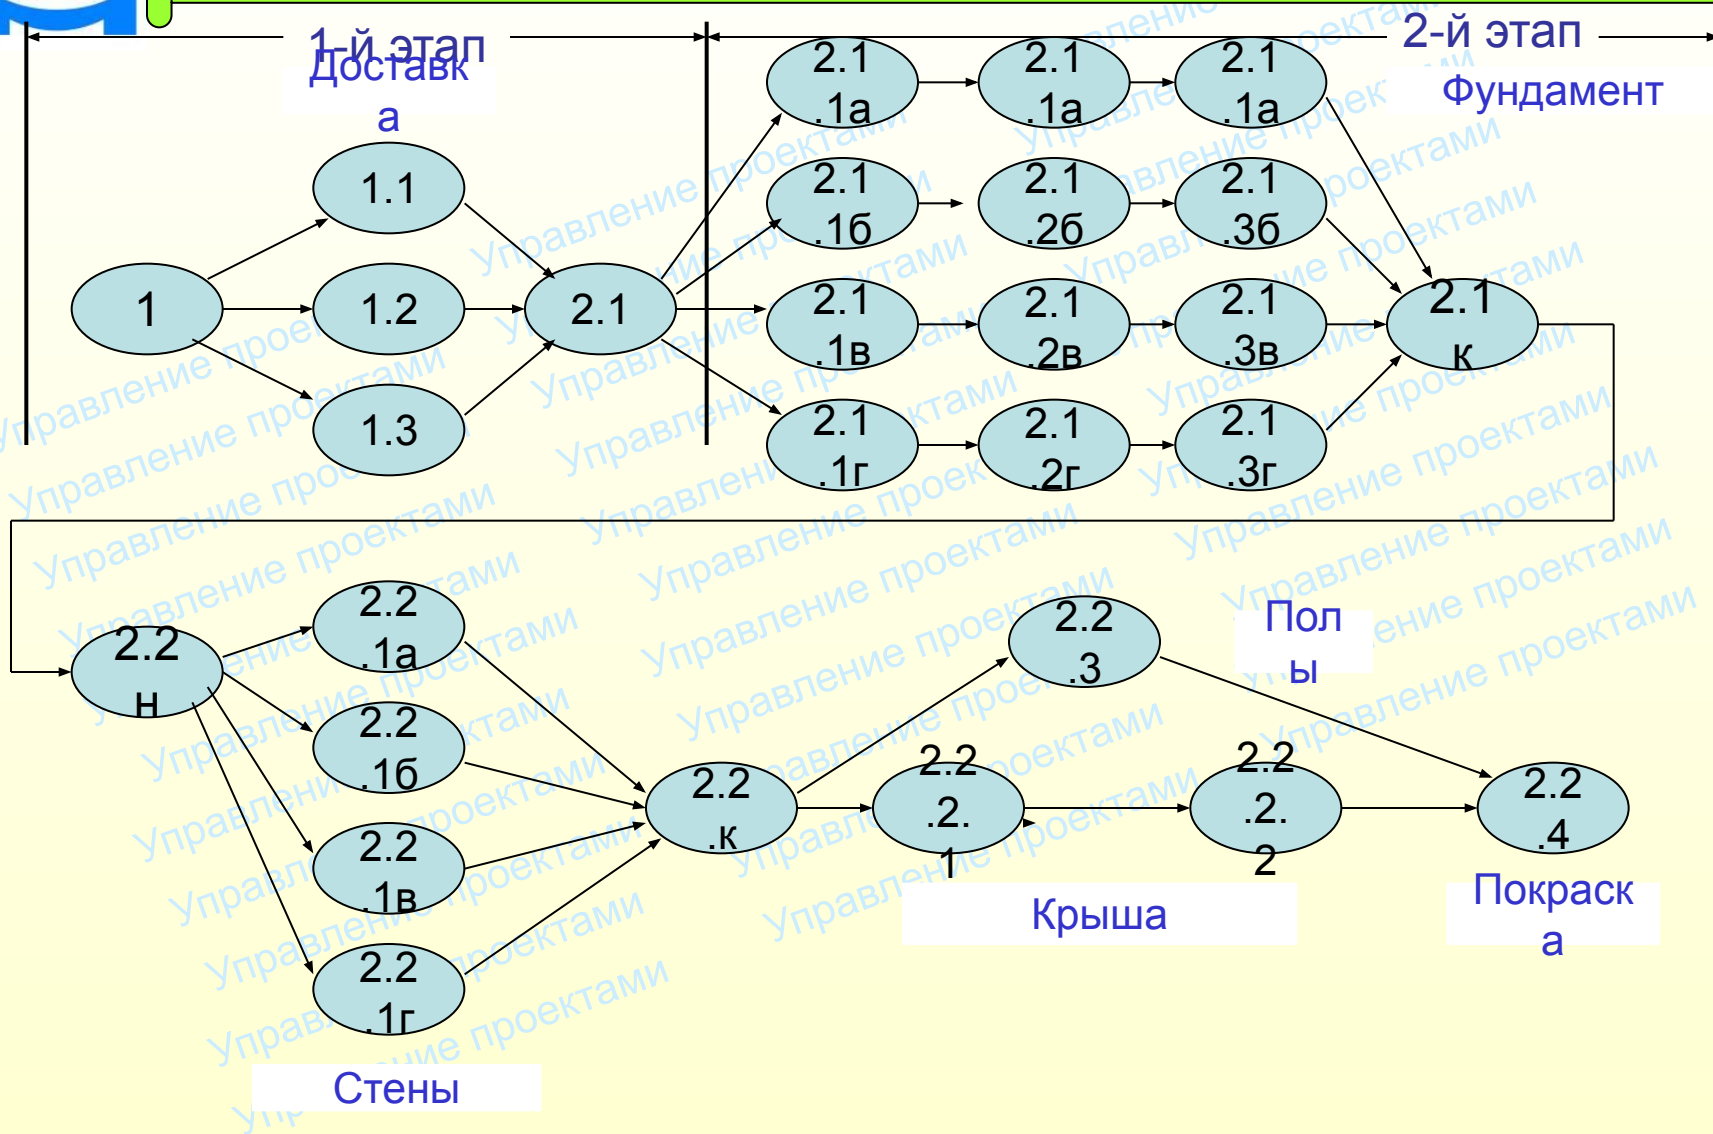 1-й этап
2-й этап
Доставк
а
Фундамент
2.1
.1а
2.1
.1а
2.1
.1а
1.1
2.1
.1б
2.1
.2б
2.1
.3б
1
1.2
2.1
2.1
.1в
2.1
.2в
2.1
.3в
2.1
к
1.3
2.1
.1г
2.1
.2г
2.1
.3г
2.2
н
2.2
.1а
2.2
.1б
2.2
.1в
2.2
.1г
2.2
.к
2.2
.3
Пол
ы
2.2
.2.
1
2.2
.2.
2
2.2
.4
Крыша
Покраск
а
Стены
Управление проектами